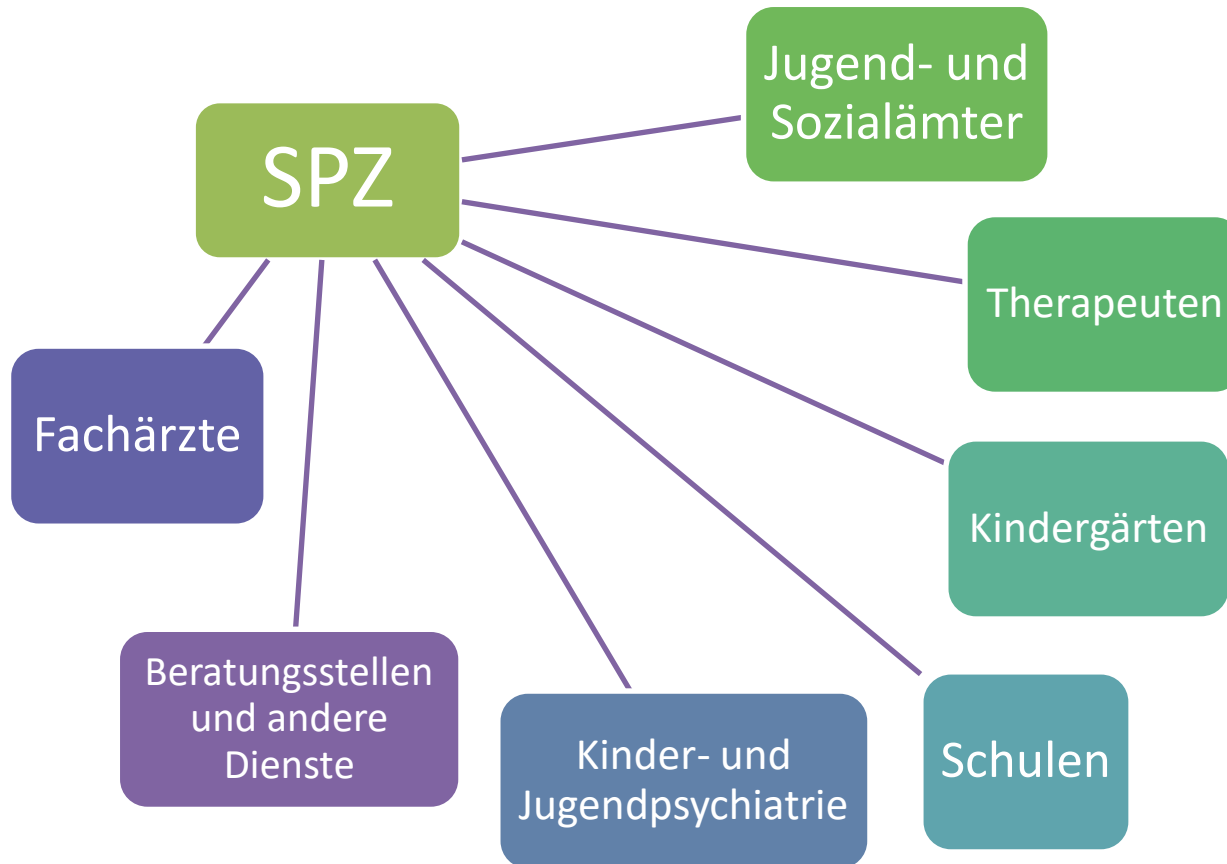 SPZ
Jugend- und
Sozialämter
Therapeuten
Kindergärten
Schulen
Kinder- und
Jugendpsychiatrie
Beratungsstellen
und andere
Dienste
Fachärzte